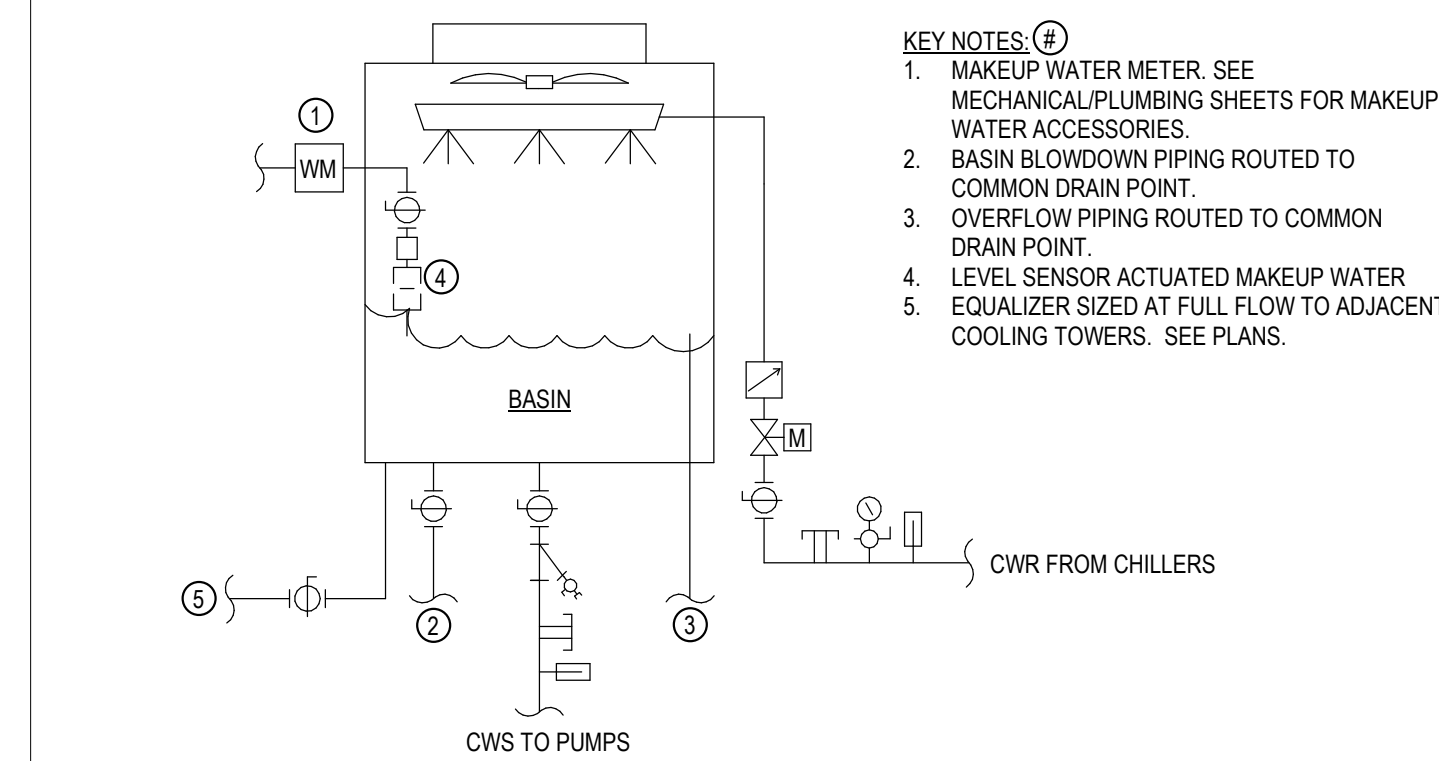 KEY NOTES: #
1. MAKEUP WATER METER. SEE
MECHANICAL/PLUMBING SHEETS FOR MAKEUP
WATER ACCESSORIES.
2. BASIN BLOWDOWN PIPING ROUTED TO
COMMON DRAIN POINT.
3. OVERFLOW PIPING ROUTED TO COMMON
DRAIN POINT.
4. LEVEL SENSOR ACTUATED MAKEUP WATER
5. EQUALIZER SIZED AT FULL FLOW TO ADJACENT
COOLING TOWERS. SEE PLANS.
1
WM
4
BASIN
M
CWR FROM CHILLERS
5
2
3
CWS TO PUMPS